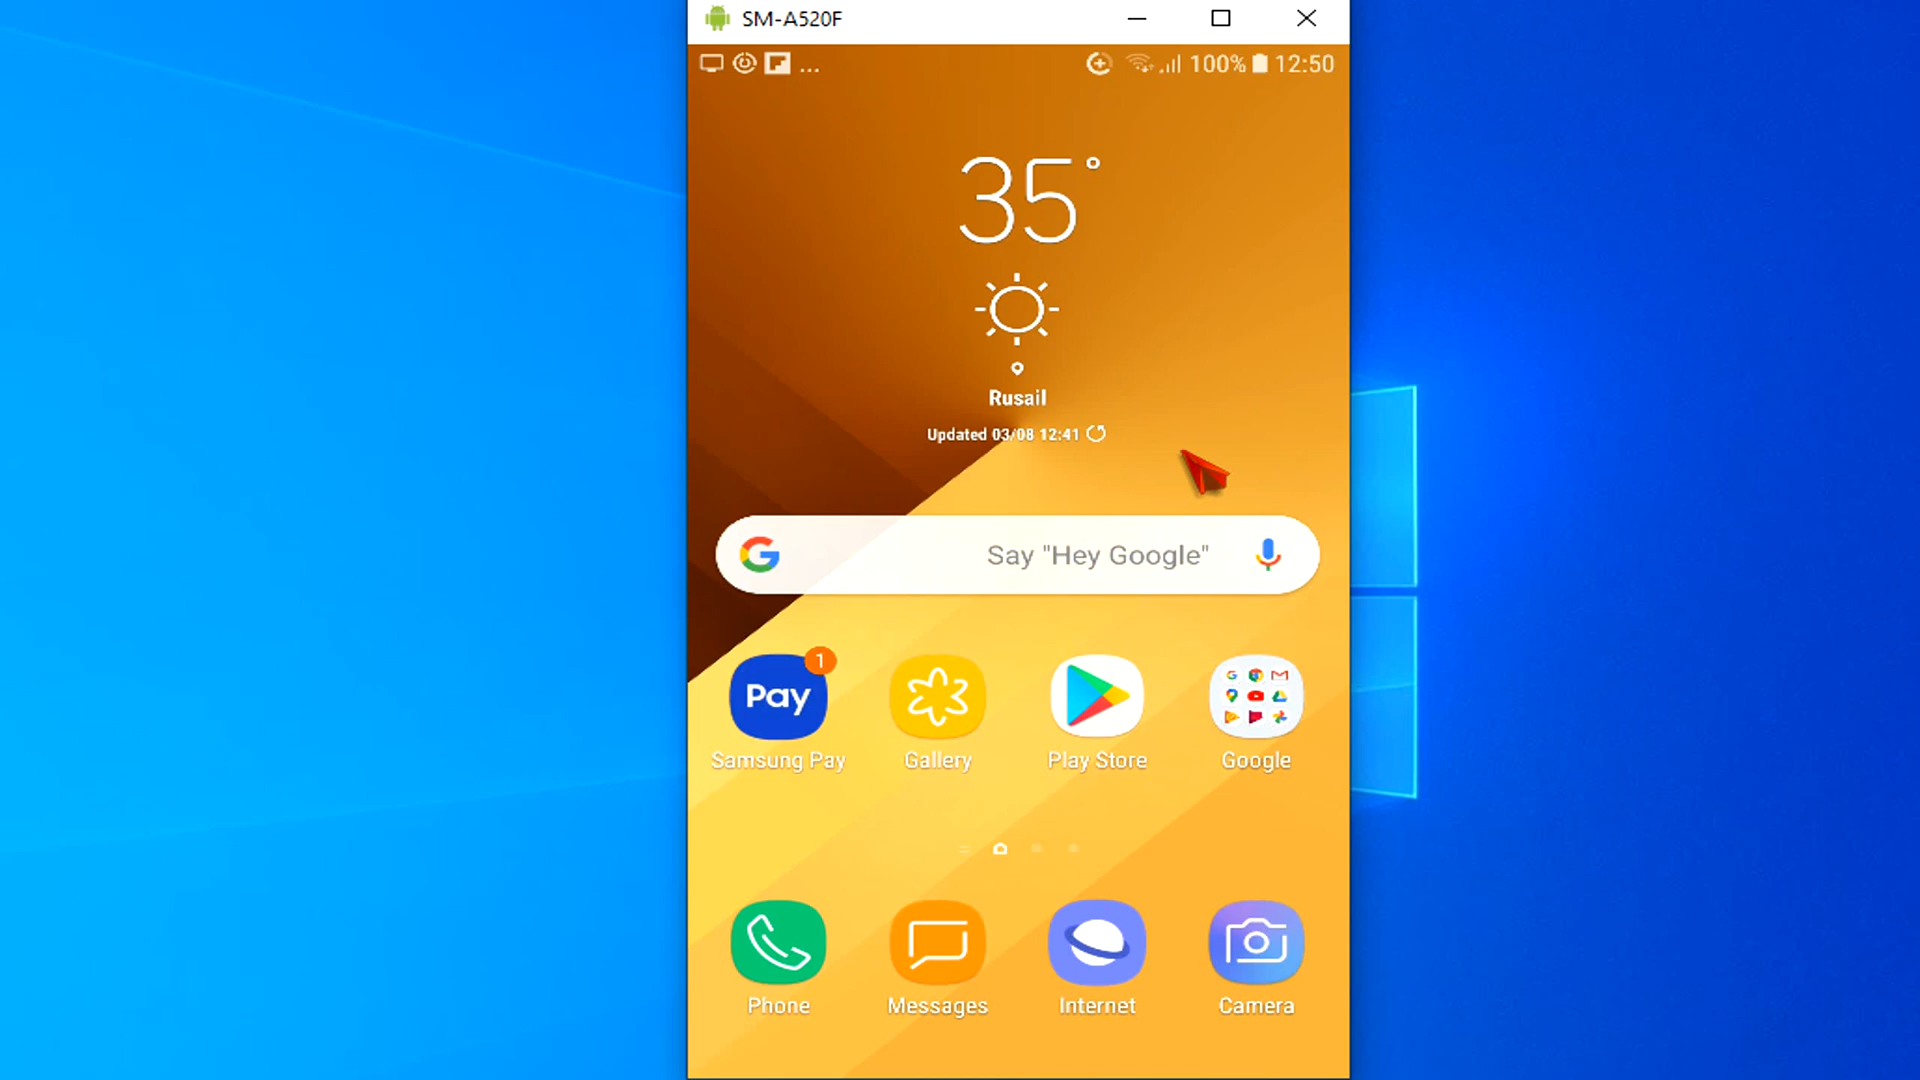 SM-A520F
... 100% 12:50
35°
Rusail
Updated 03/08 12:41
G Say "Hey Google"
1
Pay
Samsung Pay Gallery Play Store Google
Phone Messages Internet Camera